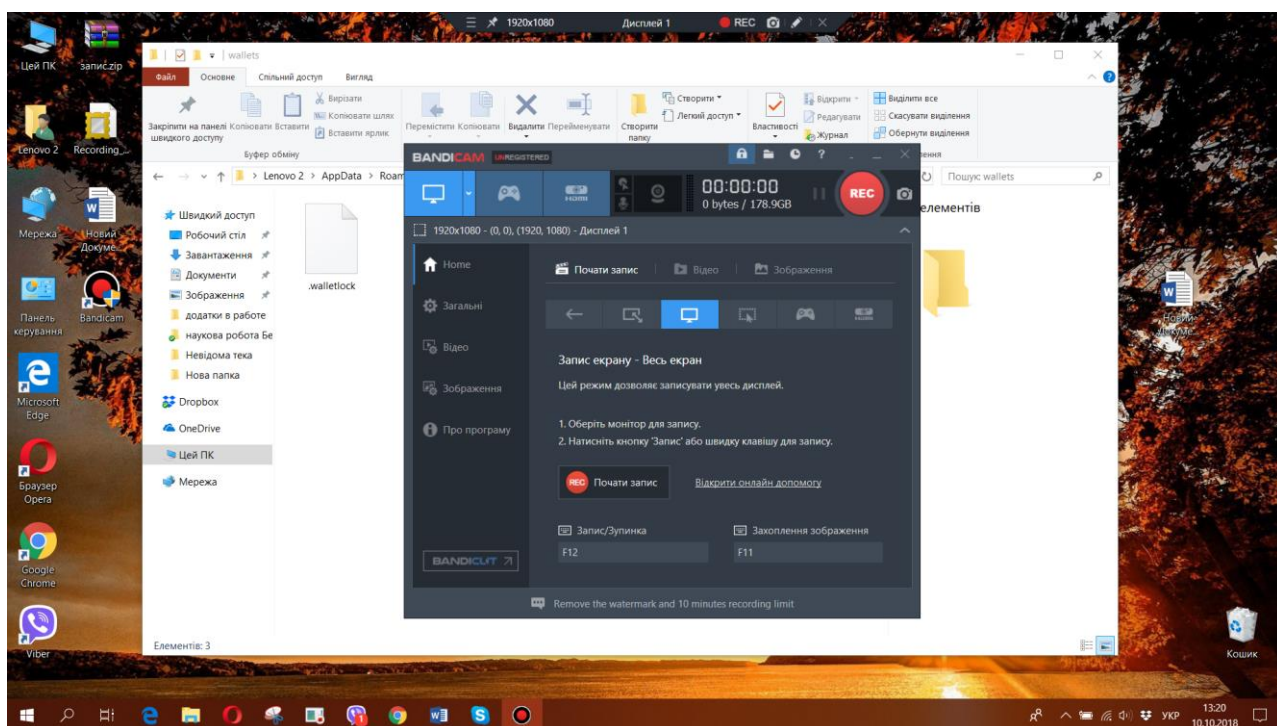 1920x1080 Дисплей 1 REC
Цей ПК
запис.zip
Lenovo 2
Recording_...
Мережа
Новий Докуме...
Панель керування
Bandicam
Microsoft Edge
Браузер Opera
Google Chrome
Viber
wallets
Файл Основне Спільний доступ Вигляд
Закріпити на панелі швидкого доступу
Копіювати
Вставити
Вирізати
Копіювати шлях
Вставити ярлик
Буфер обміну
Перемістити
Копіювати
Видалити
Перейменувати
Створити папку
Створити
Легкий доступ
Властивості
Відкрити
Редагувати
Журнал
Виділити все
Скасувати виділення
Обернути виділення
Lenovo 2 > AppData > Roam
Пошук: wallets
Швидкий доступ
Робочий стіл
Завантаження
Документи
Зображення
додатки в работе
наукова робота Бе
Невідома тека
Нова папка
Dropbox
OneDrive
Цей ПК
Мережа
.walletlock
елементів
Елементів: 3
BANDICAM UNREGISTERED
00:00:00
0 bytes / 178.9GB
REC
1920x1080 - (0, 0), (1920, 1080) - Дисплей 1
Home
Загальні
Відео
Зображення
Про програму
BANDICUT
Почати запис Відео Зображення
Запис екрану - Весь екран
Цей режим дозволяє записувати увесь дисплей.
1. Оберіть монітор для запису.
2. Натисніть кнопку 'Запис' або швидку клавішу для запису.
REC Почати запис Відкрити онлайн допомогу
Запис/Зупинка Захоплення зображення
F12 F11
Remove the watermark and 10 minutes recording limit
Кошик
УКР
13:20
10.10.2018